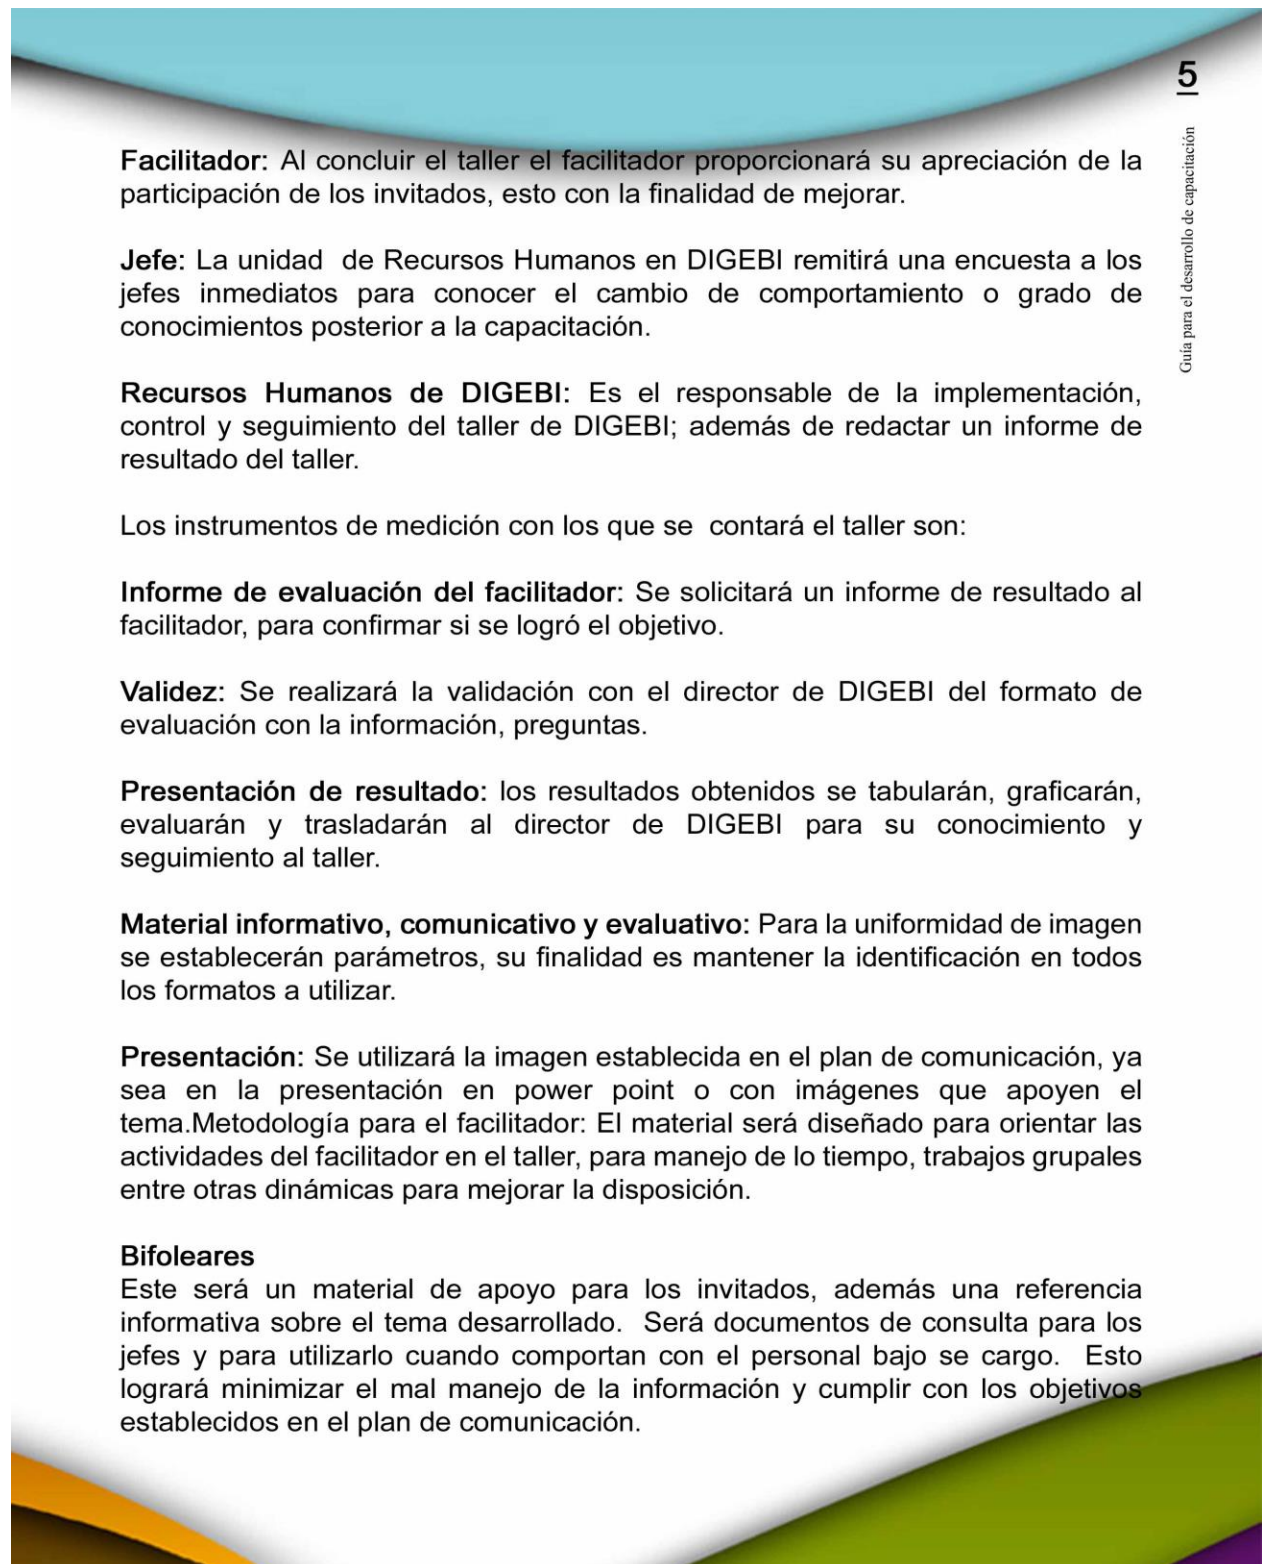 5
Guía para el desarrollo de capacitación
Facilitador: Al concluir el taller el facilitador proporcionará su apreciación de la
participación de los invitados, esto con la finalidad de mejorar.
Jefe: La unidad  de Recursos Humanos en DIGEBI remitirá una encuesta a los
jefes inmediatos para conocer el cambio de comportamiento o grado de
conocimientos posterior a la capacitación.
Recursos Humanos de DIGEBI: Es el responsable de la implementación,
control y seguimiento del taller de DIGEBI; además de redactar un informe de
resultado del taller.
Los instrumentos de medición con los que se  contará el taller son:
Informe de evaluación del facilitador: Se solicitará un informe de resultado al
facilitador, para confirmar si se logró el objetivo.
Validez: Se realizará la validación con el director de DIGEBI del formato de
evaluación con la información, preguntas.
Presentación de resultado: los resultados obtenidos se tabularán, graficarán,
evaluarán y trasladarán al director de DIGEBI para su conocimiento y
seguimiento al taller.
Material informativo, comunicativo y evaluativo: Para la uniformidad de imagen
se establecerán parámetros, su finalidad es mantener la identificación en todos
los formatos a utilizar.
Presentación: Se utilizará la imagen establecida en el plan de comunicación, ya
sea en la presentación en power point o con imágenes que apoyen el
tema.Metodología para el facilitador: El material será diseñado para orientar las
actividades del facilitador en el taller, para manejo de lo tiempo, trabajos grupales
entre otras dinámicas para mejorar la disposición.
Bifoleares
Este será un material de apoyo para los invitados, además una referencia
informativa sobre el tema desarrollado.  Será documentos de consulta para los
jefes y para utilizarlo cuando comportan con el personal bajo se cargo.  Esto
logrará minimizar el mal manejo de la información y cumplir con los objetivos
establecidos en el plan de comunicación.